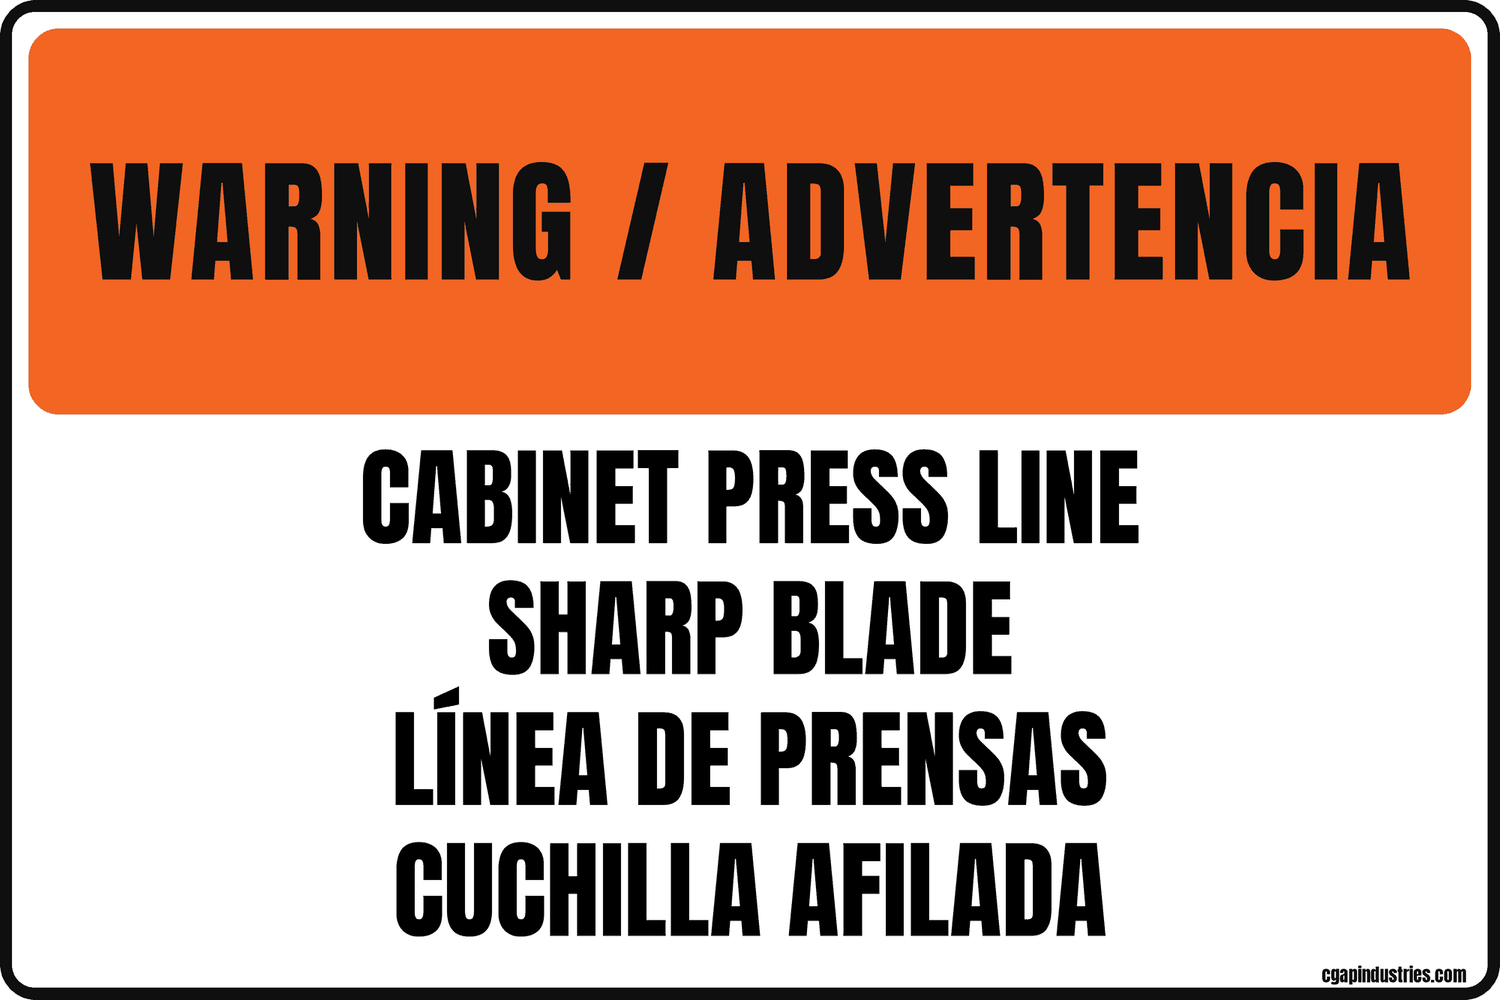 WARNING / ADVERTENCIA
CABINET PRESS LINE
SHARP BLADE
LÍNEA DE PRENSAS
CUCHILLA AFILADA
cgapindustries.com